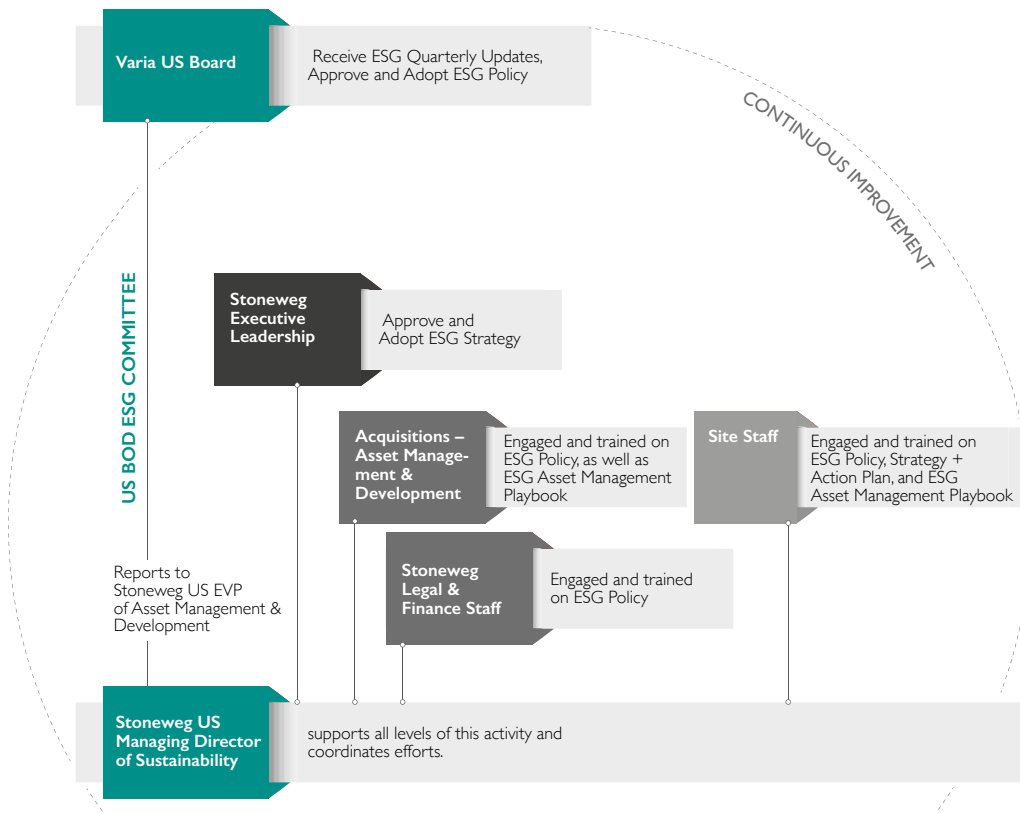 Varia US Board
Receive ESG Quarterly Updates,
Approve and Adopt ESG Policy
CONTINUOUS IMPROVEMENT
US BOD ESG COMMITTEE
Stoneweg
Executive
Leadership
Approve and
Adopt ESG Strategy
Acquisitions –
Asset Manage-
ment &
Development
Engaged and trained on
ESG Policy, as well as
ESG Asset Management
Playbook
Site Staff
Engaged and trained on
ESG Policy, Strategy +
Action Plan, and ESG
Asset Management Playbook
Stoneweg
Legal &
Finance Staff
Engaged and trained
on ESG Policy
Reports to
Stoneweg US EVP
of Asset Management &
Development
Stoneweg US
Managing Director
of Sustainability
supports all levels of this activity and
coordinates efforts.